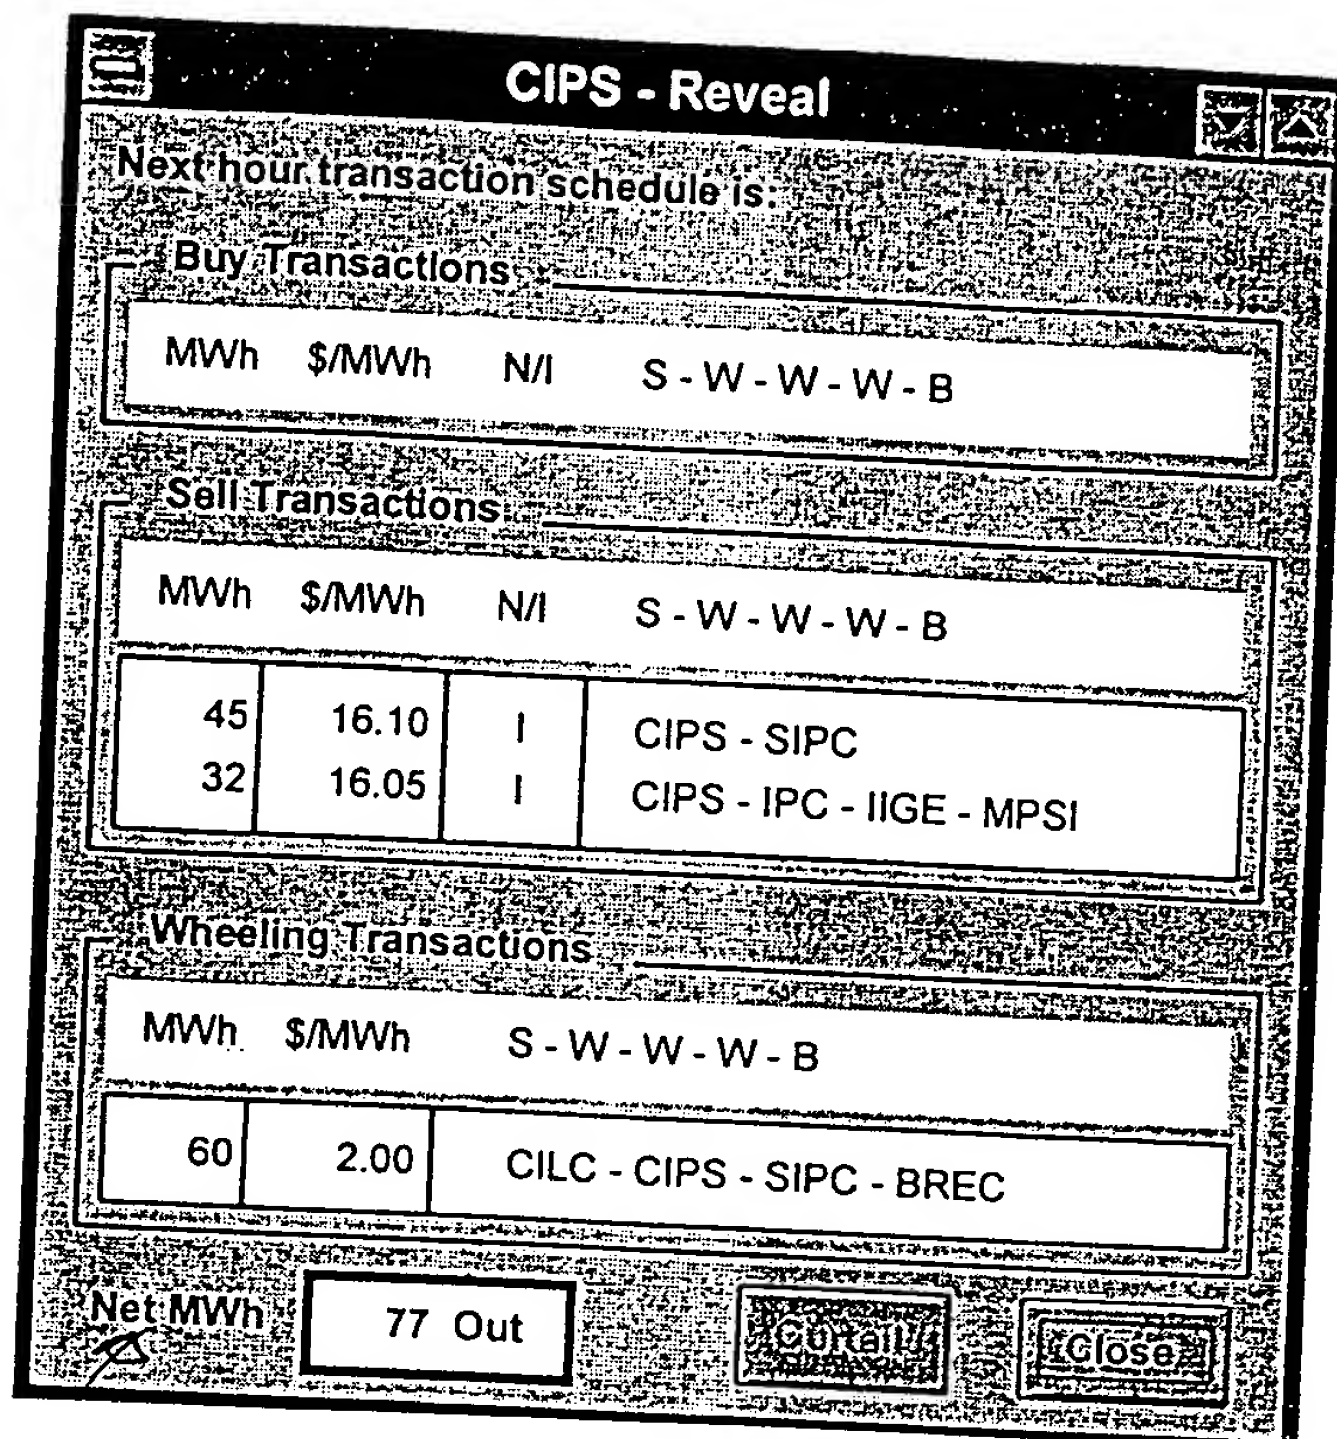 CIPS - Reveal
Next hour transaction schedule is:
Buy Transactions
MWh $/MWh N/I S - W - W - W - B
Sell Transactions
MWh $/MWh N/I S - W - W - W - B
45 16.10 I CIPS - SIPC
32 16.05 I CIPS - IPC - IIGE - MPSI
Wheeling Transactions
MWh $/MWh S - W - W - W - B
60 2.00 CILC - CIPS - SIPC - BREC
Net MWh 77 Out Curtail Close